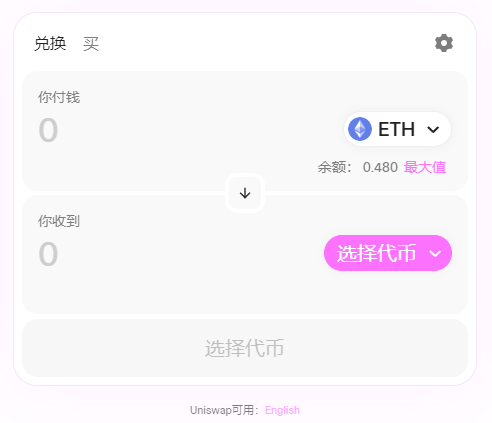 兑换 买
你付钱
0 ETH
余额： 0.480 最大值
你收到
0 选择代币
选择代币
Uniswap可用：English